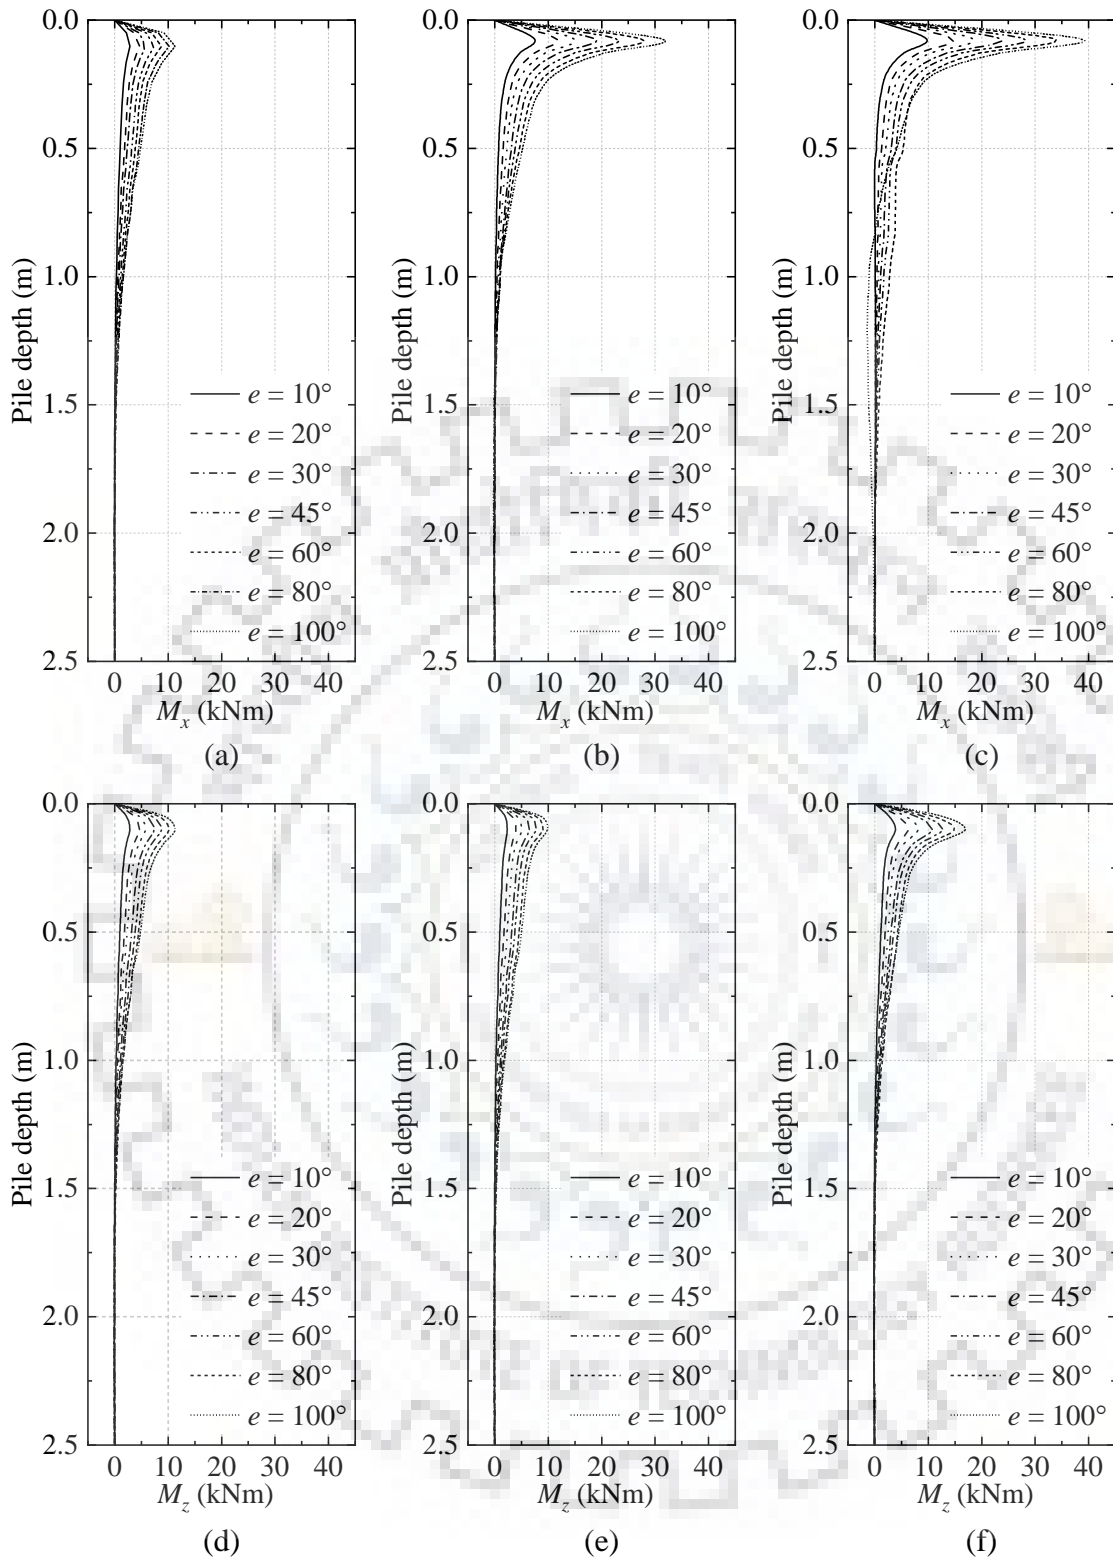 0.0
0.5
1.0
1.5
2.0
2.5
Pile depth (m)
e = 10°
e = 20°
e = 30°
e = 45°
e = 60°
e = 80°
e = 100°
0 10 20 30 40
Mx (kNm)
(a)
0.0
0.5
1.0
1.5
2.0
2.5
Pile depth (m)
e = 10°
e = 20°
e = 30°
e = 45°
e = 60°
e = 80°
e = 100°
0 10 20 30 40
Mx (kNm)
(b)
0.0
0.5
1.0
1.5
2.0
2.5
Pile depth (m)
e = 10°
e = 20°
e = 30°
e = 45°
e = 60°
e = 80°
e = 100°
0 10 20 30 40
Mx (kNm)
(c)
0.0
0.5
1.0
1.5
2.0
2.5
Pile depth (m)
e = 10°
e = 20°
e = 30°
e = 45°
e = 60°
e = 80°
e = 100°
0 10 20 30 40
Mz (kNm)
(d)
0.0
0.5
1.0
1.5
2.0
2.5
Pile depth (m)
e = 10°
e = 20°
e = 30°
e = 45°
e = 60°
e = 80°
e = 100°
0 10 20 30 40
Mz (kNm)
(e)
0.0
0.5
1.0
1.5
2.0
2.5
Pile depth (m)
e = 10°
e = 20°
e = 30°
e = 45°
e = 60°
e = 80°
e = 100°
0 10 20 30 40
Mz (kNm)
(f)